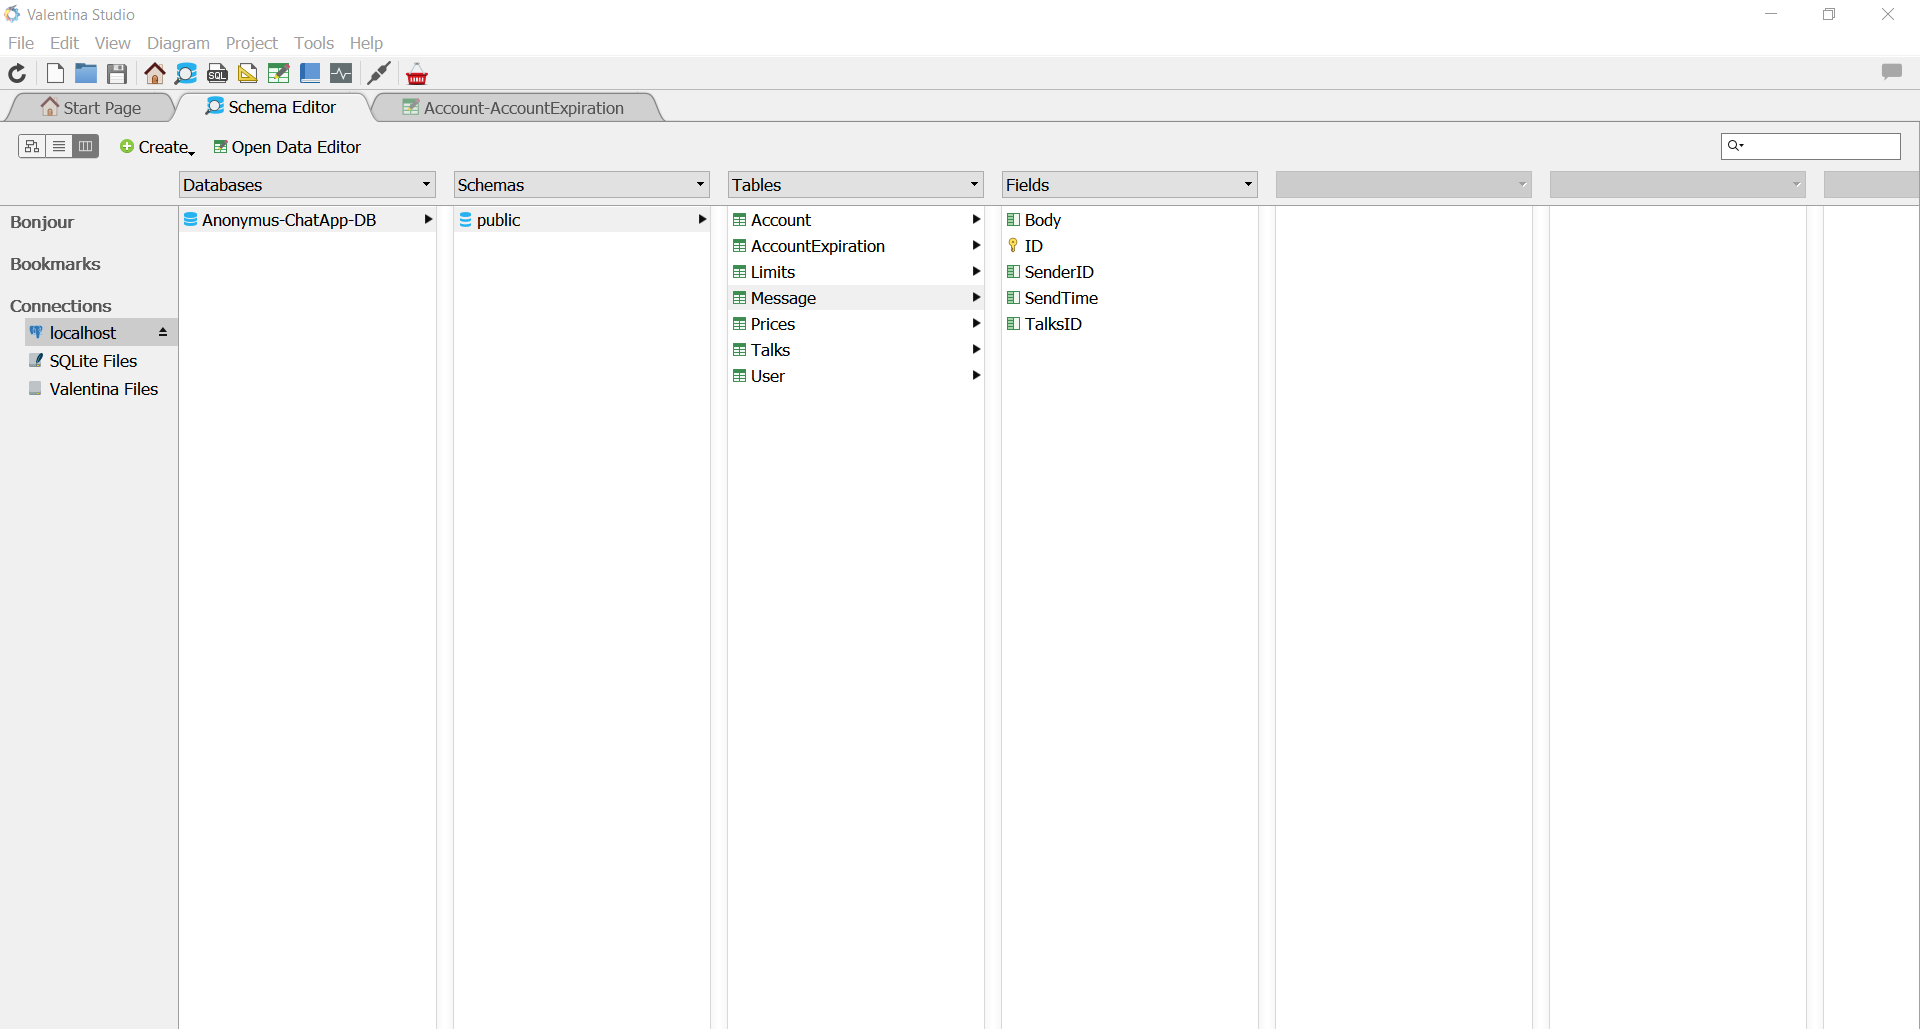 Valentina Studio
File Edit View Diagram Project Tools Help
SQL
Start Page Schema Editor Account-AccountExpiration
Create Open Data Editor
Databases Schemas Tables Fields
Bonjour
Bookmarks
Connections
localhost
SQLite Files
Valentina Files
Anonymus-ChatApp-DB
public
Account
AccountExpiration
Limits
Message
Prices
Talks
User
Body
ID
SenderID
SendTime
TalksID